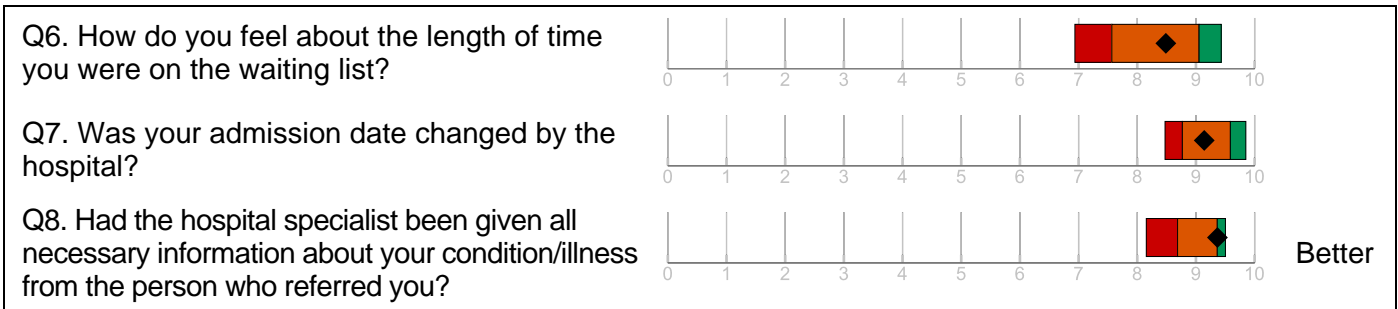 Q6. How do you feel about the length of time
you were on the waiting list?
0 1 2 3 4 5 6 7 8 9 10
Q7. Was your admission date changed by the
hospital?
0 1 2 3 4 5 6 7 8 9 10
Q8. Had the hospital specialist been given all
necessary information about your condition/illness
from the person who referred you?
0 1 2 3 4 5 6 7 8 9 10
Better